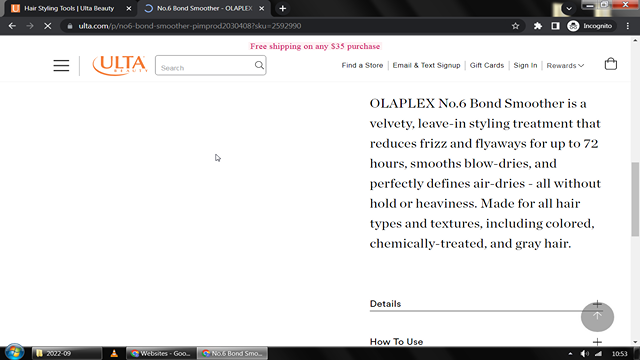 Hair Styling Tools | Ulta Beauty
No.6 Bond Smoother - OLAPLEX
ulta.com/p/no6-bond-smoother-pimprod2030408?sku=2592990
Incognito
Free shipping on any $35 purchase
ULTA
BEAUTY
Search
Find a Store
Email & Text Signup
Gift Cards
Sign In
Rewards
OLAPLEX No.6 Bond Smoother is a
velvety, leave-in styling treatment that
reduces frizz and flyaways for up to 72
hours, smooths blow-dries, and
perfectly defines air-dries - all without
hold or heaviness. Made for all hair
types and textures, including colored,
chemically-treated, and gray hair.
Details
How To Use
2022-09
Websites - Goo...
No.6 Bond Smo...
10:53